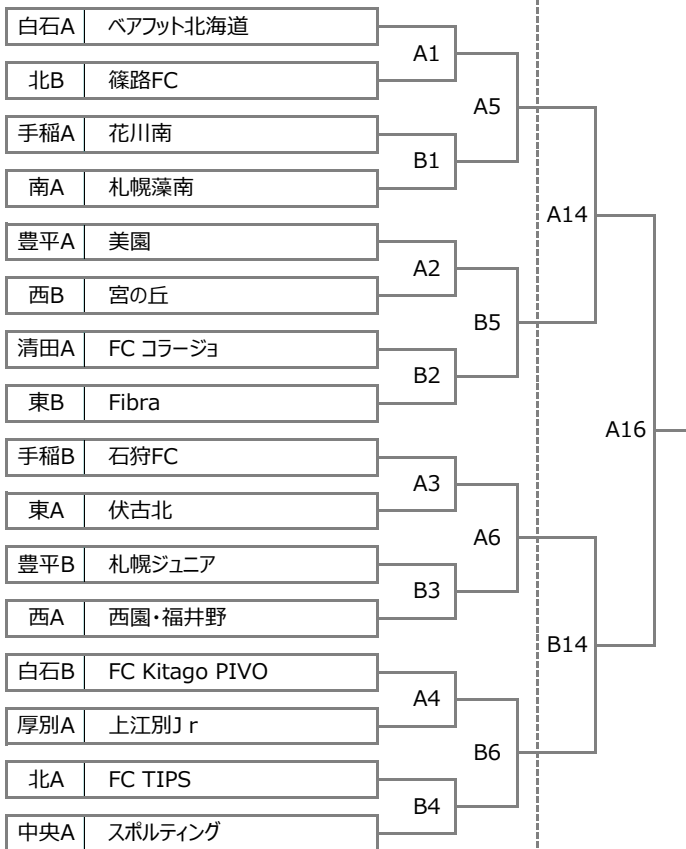 白石A ベアフット北海道
A1
北B 篠路FC
A5
手稲A 花川南
B1
南A 札幌藻南
A14
豊平A 美園
A2
西B 宮の丘
B5
清田A FC コラージョ
B2
東B Fibra
A16
手稲B 石狩FC
A3
東A 伏古北
A6
豊平B 札幌ジュニア
B3
西A 西園・福井野
B14
白石B FC Kitago PIVO
A4
厚別A 上江別Jr
B6
北A FC TIPS
B4
中央A スポルティング